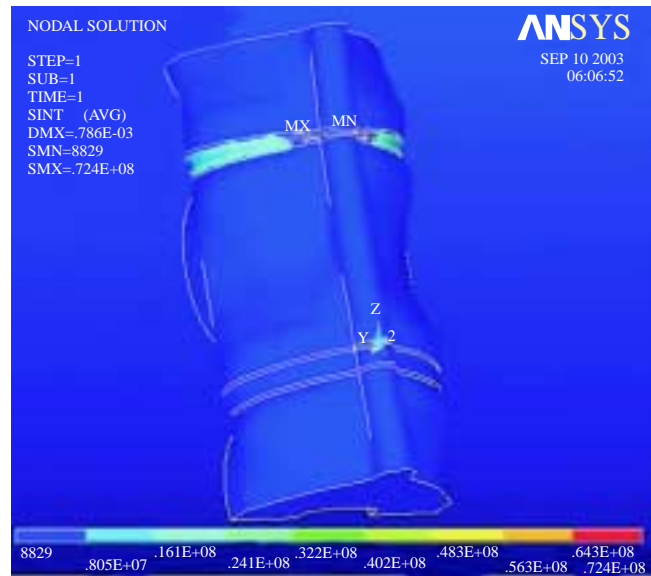 NODAL SOLUTION
ANSYS
STEP=1
SUB=1
TIME=1
SINT (AVG)
DMX=.786E-03
SMN=8829
SMX=.724E+08
SEP 10 2003
06:06:52
MX MN
Z
Y 2
8829 .805E+07 .161E+08 .241E+08 .322E+08 .402E+08 .483E+08 .563E+08 .643E+08 .724E+08